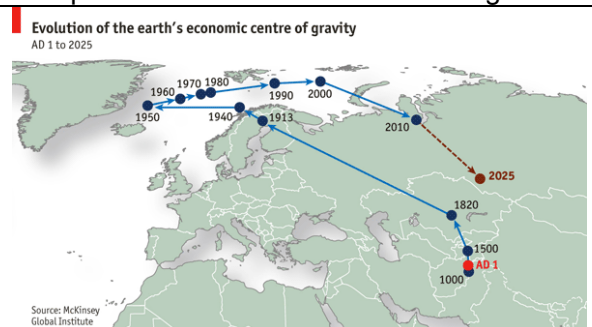 Evolution of the earth's economic centre of gravity
AD 1 to 2025
1960 1970 1980
1950
1940
1913
1990
2000
2010
2025
1820
1500
AD 1
1000
Source: McKinsey
Global Institute